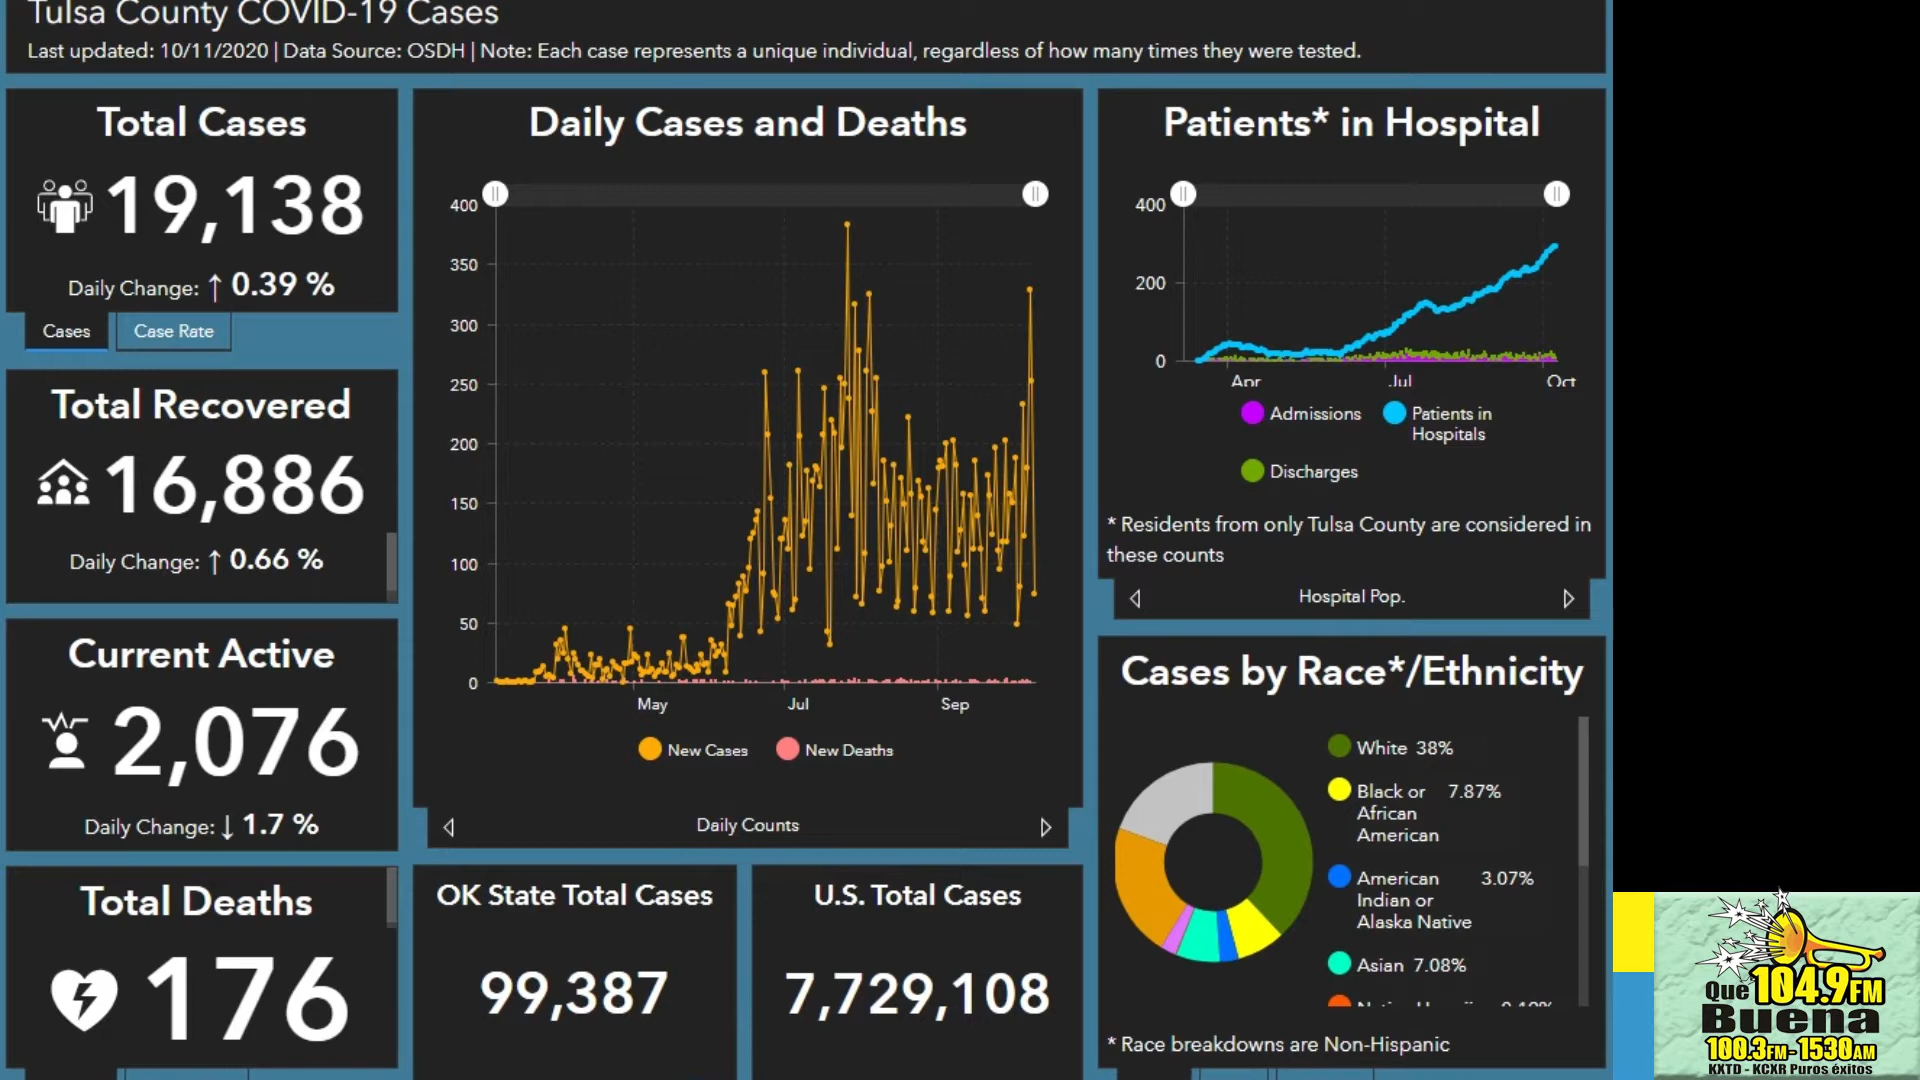 Tulsa County COVID-19 Cases
Last updated: 10/11/2020 | Data Source: OSDH | Note: Each case represents a unique individual, regardless of how many times they were tested.
Total Cases
19,138
Daily Change: ↑ 0.39 %
Cases
Case Rate
Total Recovered
16,886
Daily Change: ↑ 0.66 %
Current Active
2,076
Daily Change: ↓ 1.7 %
Total Deaths
176
Daily Cases and Deaths
400
350
300
250
200
150
100
50
0
May
Jul
Sep
New Cases
New Deaths
Daily Counts
OK State Total Cases
99,387
U.S. Total Cases
7,729,108
Patients* in Hospital
400
200
0
Apr
Jul
Oct
Admissions
Patients in
Hospitals
Discharges
* Residents from only Tulsa County are considered in
these counts
Hospital Pop.
Cases by Race*/Ethnicity
White 38%
Black or 7.87%
African
American
American 3.07%
Indian or
Alaska Native
Asian 7.08%
* Race breakdowns are Non-Hispanic
Que 104.9FM
Buena
100.3FM-1530AM
KXTD - KCXR Puros éxitos